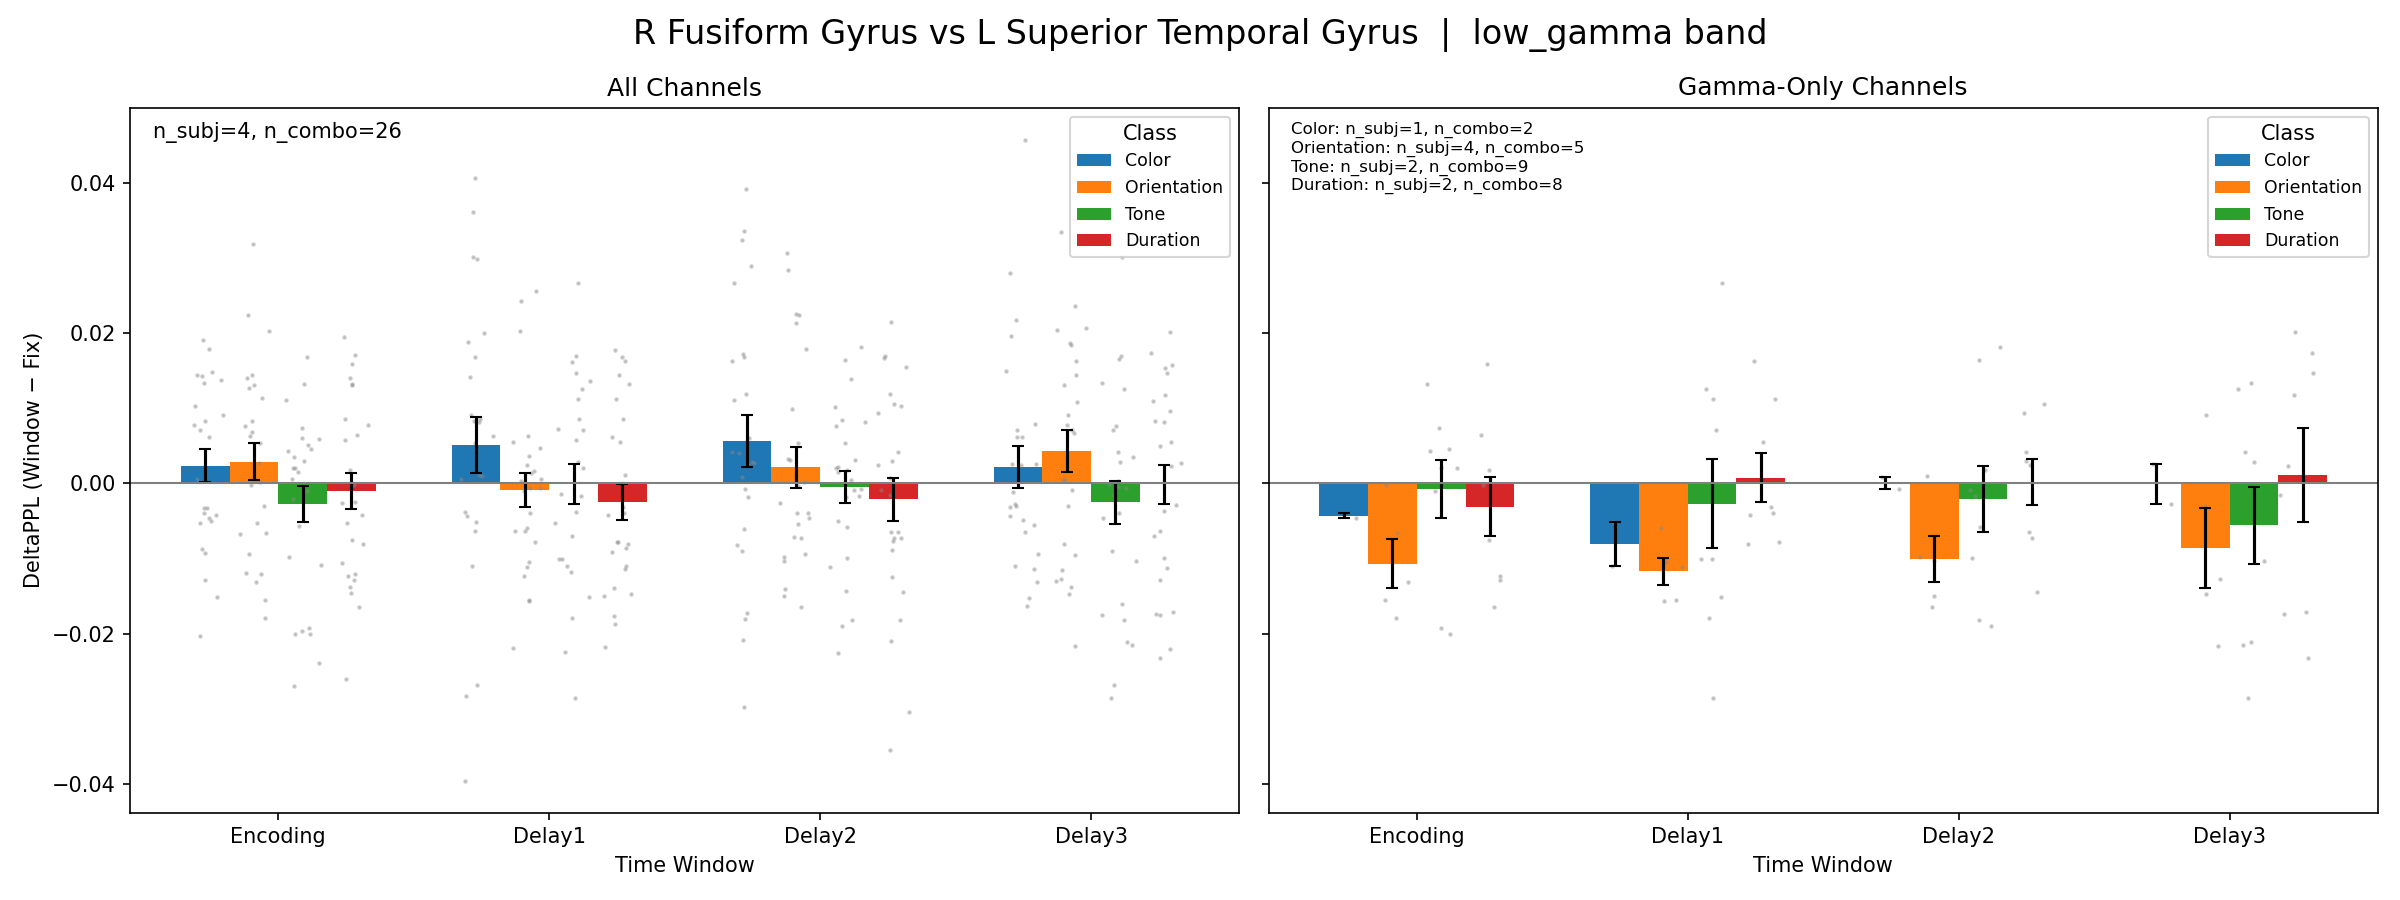 R Fusiform Gyrus vs L Superior Temporal Gyrus | low_gamma band
All Channels
n_subj=4, n_combo=26
Class
Color
Orientation
Tone
Duration
DeltaPPL (Window − Fix)
0.04
0.02
0.00
−0.02
−0.04
Encoding
Delay1
Delay2
Delay3
Time Window
Gamma-Only Channels
Color: n_subj=1, n_combo=2
Orientation: n_subj=4, n_combo=5
Tone: n_subj=2, n_combo=9
Duration: n_subj=2, n_combo=8
Class
Color
Orientation
Tone
Duration
Encoding
Delay1
Delay2
Delay3
Time Window